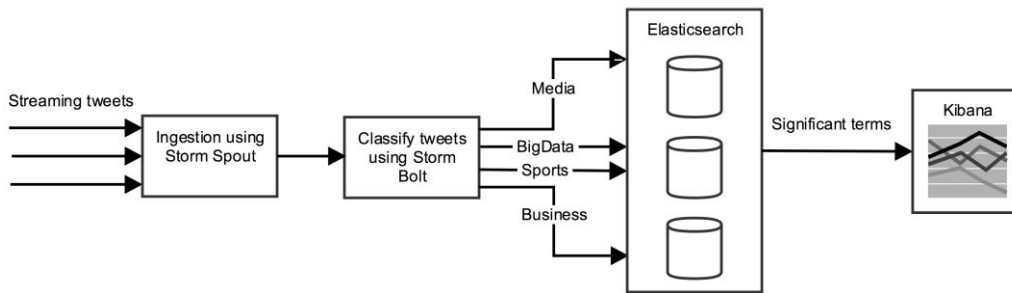 Streaming tweets
Ingestion using
Storm Spout
Classify tweets
using Storm
Bolt
Media
BigData
Sports
Business
Elasticsearch
Significant terms
Kibana